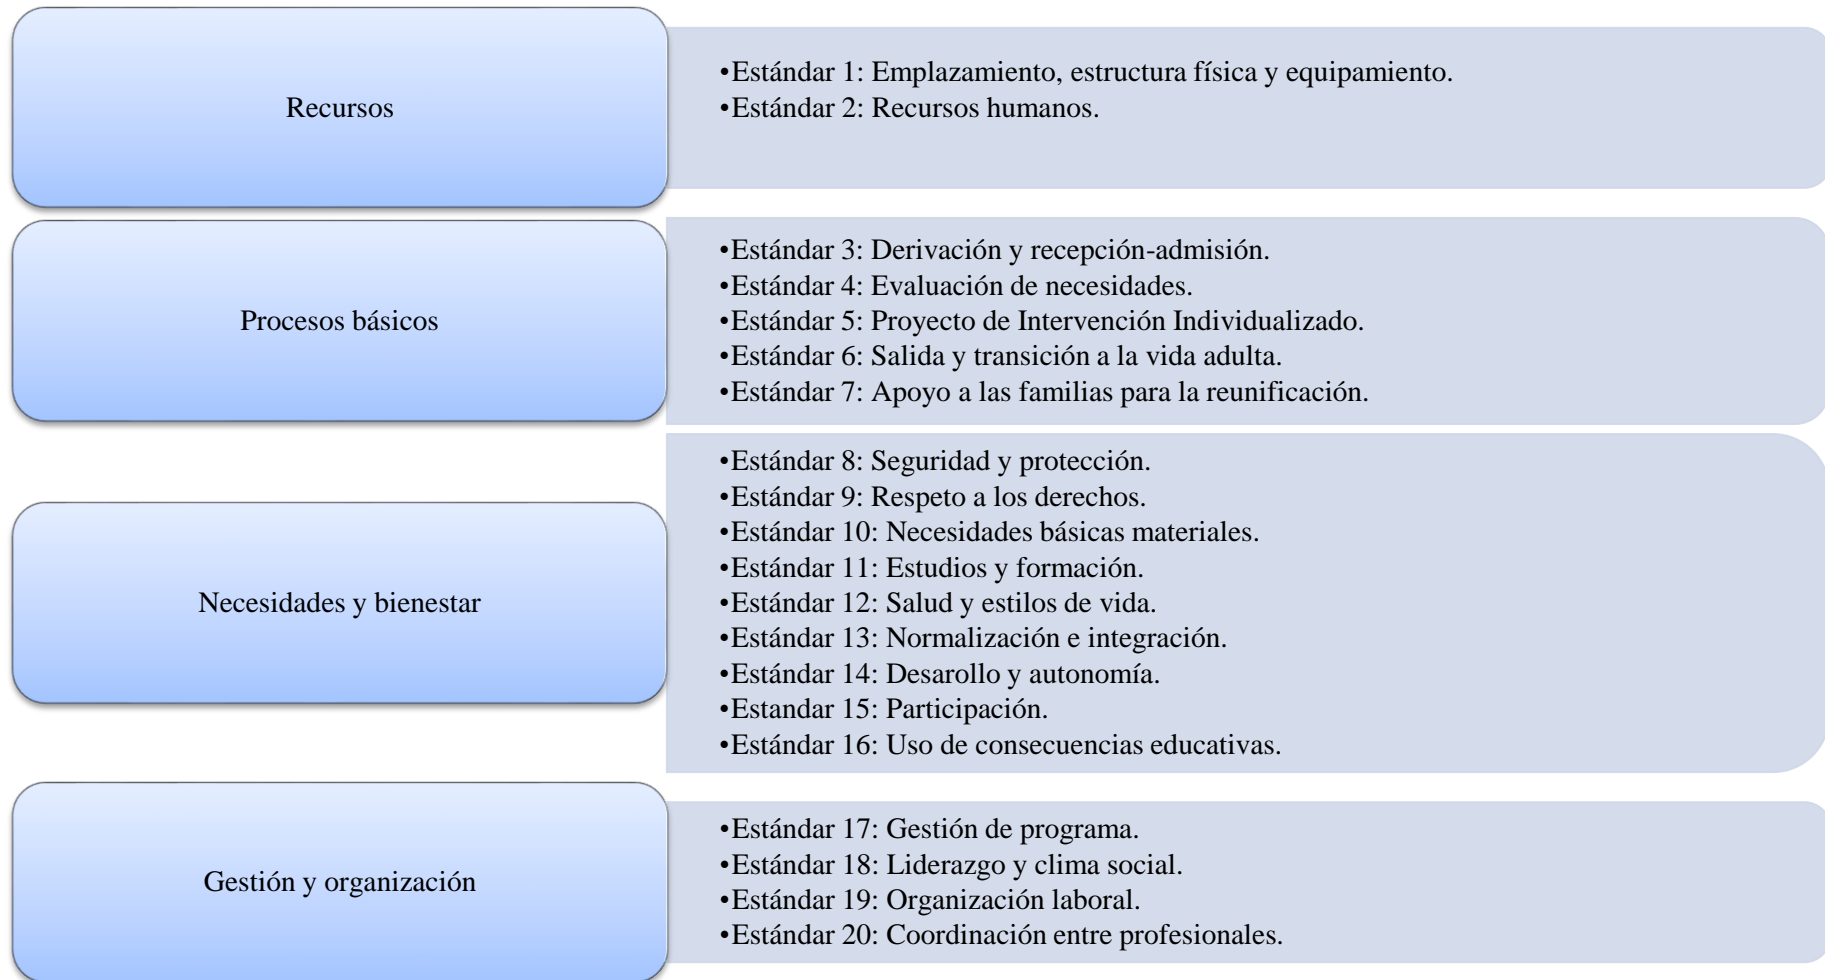 Recursos
•Estándar 1: Emplazamiento, estructura física y equipamiento.
•Estándar 2: Recursos humanos.
Procesos básicos
•Estándar 3: Derivación y recepción-admisión.
•Estándar 4: Evaluación de necesidades.
•Estándar 5: Proyecto de Intervención Individualizado.
•Estándar 6: Salida y transición a la vida adulta.
•Estándar 7: Apoyo a las familias para la reunificación.
Necesidades y bienestar
•Estándar 8: Seguridad y protección.
•Estándar 9: Respeto a los derechos.
•Estándar 10: Necesidades básicas materiales.
•Estándar 11: Estudios y formación.
•Estándar 12: Salud y estilos de vida.
•Estándar 13: Normalización e integración.
•Estándar 14: Desarollo y autonomía.
•Estandar 15: Participación.
•Estándar 16: Uso de consecuencias educativas.
Gestión y organización
•Estándar 17: Gestión de programa.
•Estándar 18: Liderazgo y clima social.
•Estándar 19: Organización laboral.
•Estándar 20: Coordinación entre profesionales.